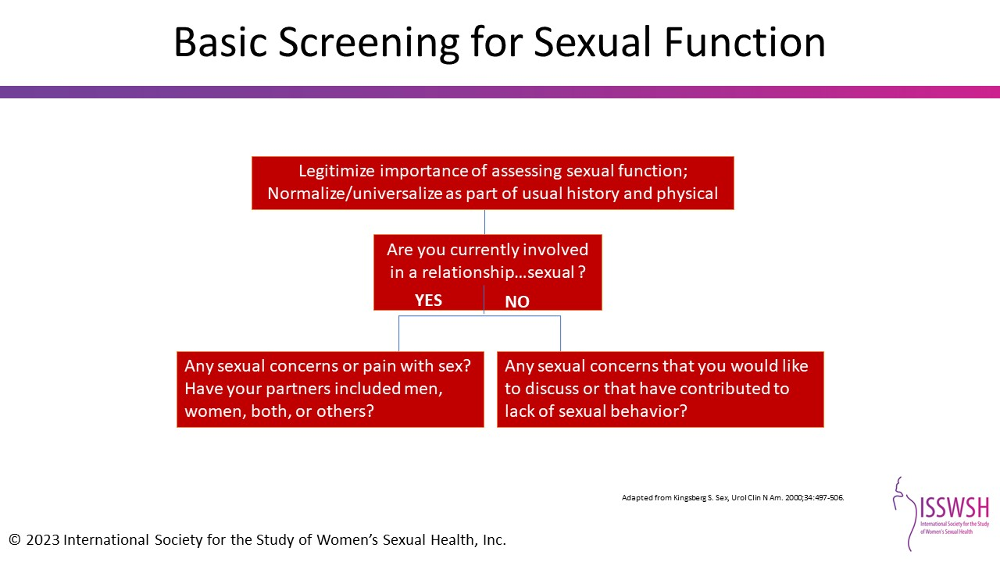 Basic Screening for Sexual Function
Legitimize importance of assessing sexual function;
Normalize/universalize as part of usual history and physical
Are you currently involved
in a relationship…sexual ?
YES
NO
Any sexual concerns or pain with sex?
Have your partners included men,
women, both, or others?
Any sexual concerns that you would like
to discuss or that have contributed to
lack of sexual behavior?
Adapted from Kingsberg S. Sex, Urol Clin N Am. 2000;34:497-506.
ISSWSH
International Society for the Study
of Women's Sexual Health
© 2023 International Society for the Study of Women’s Sexual Health, Inc.